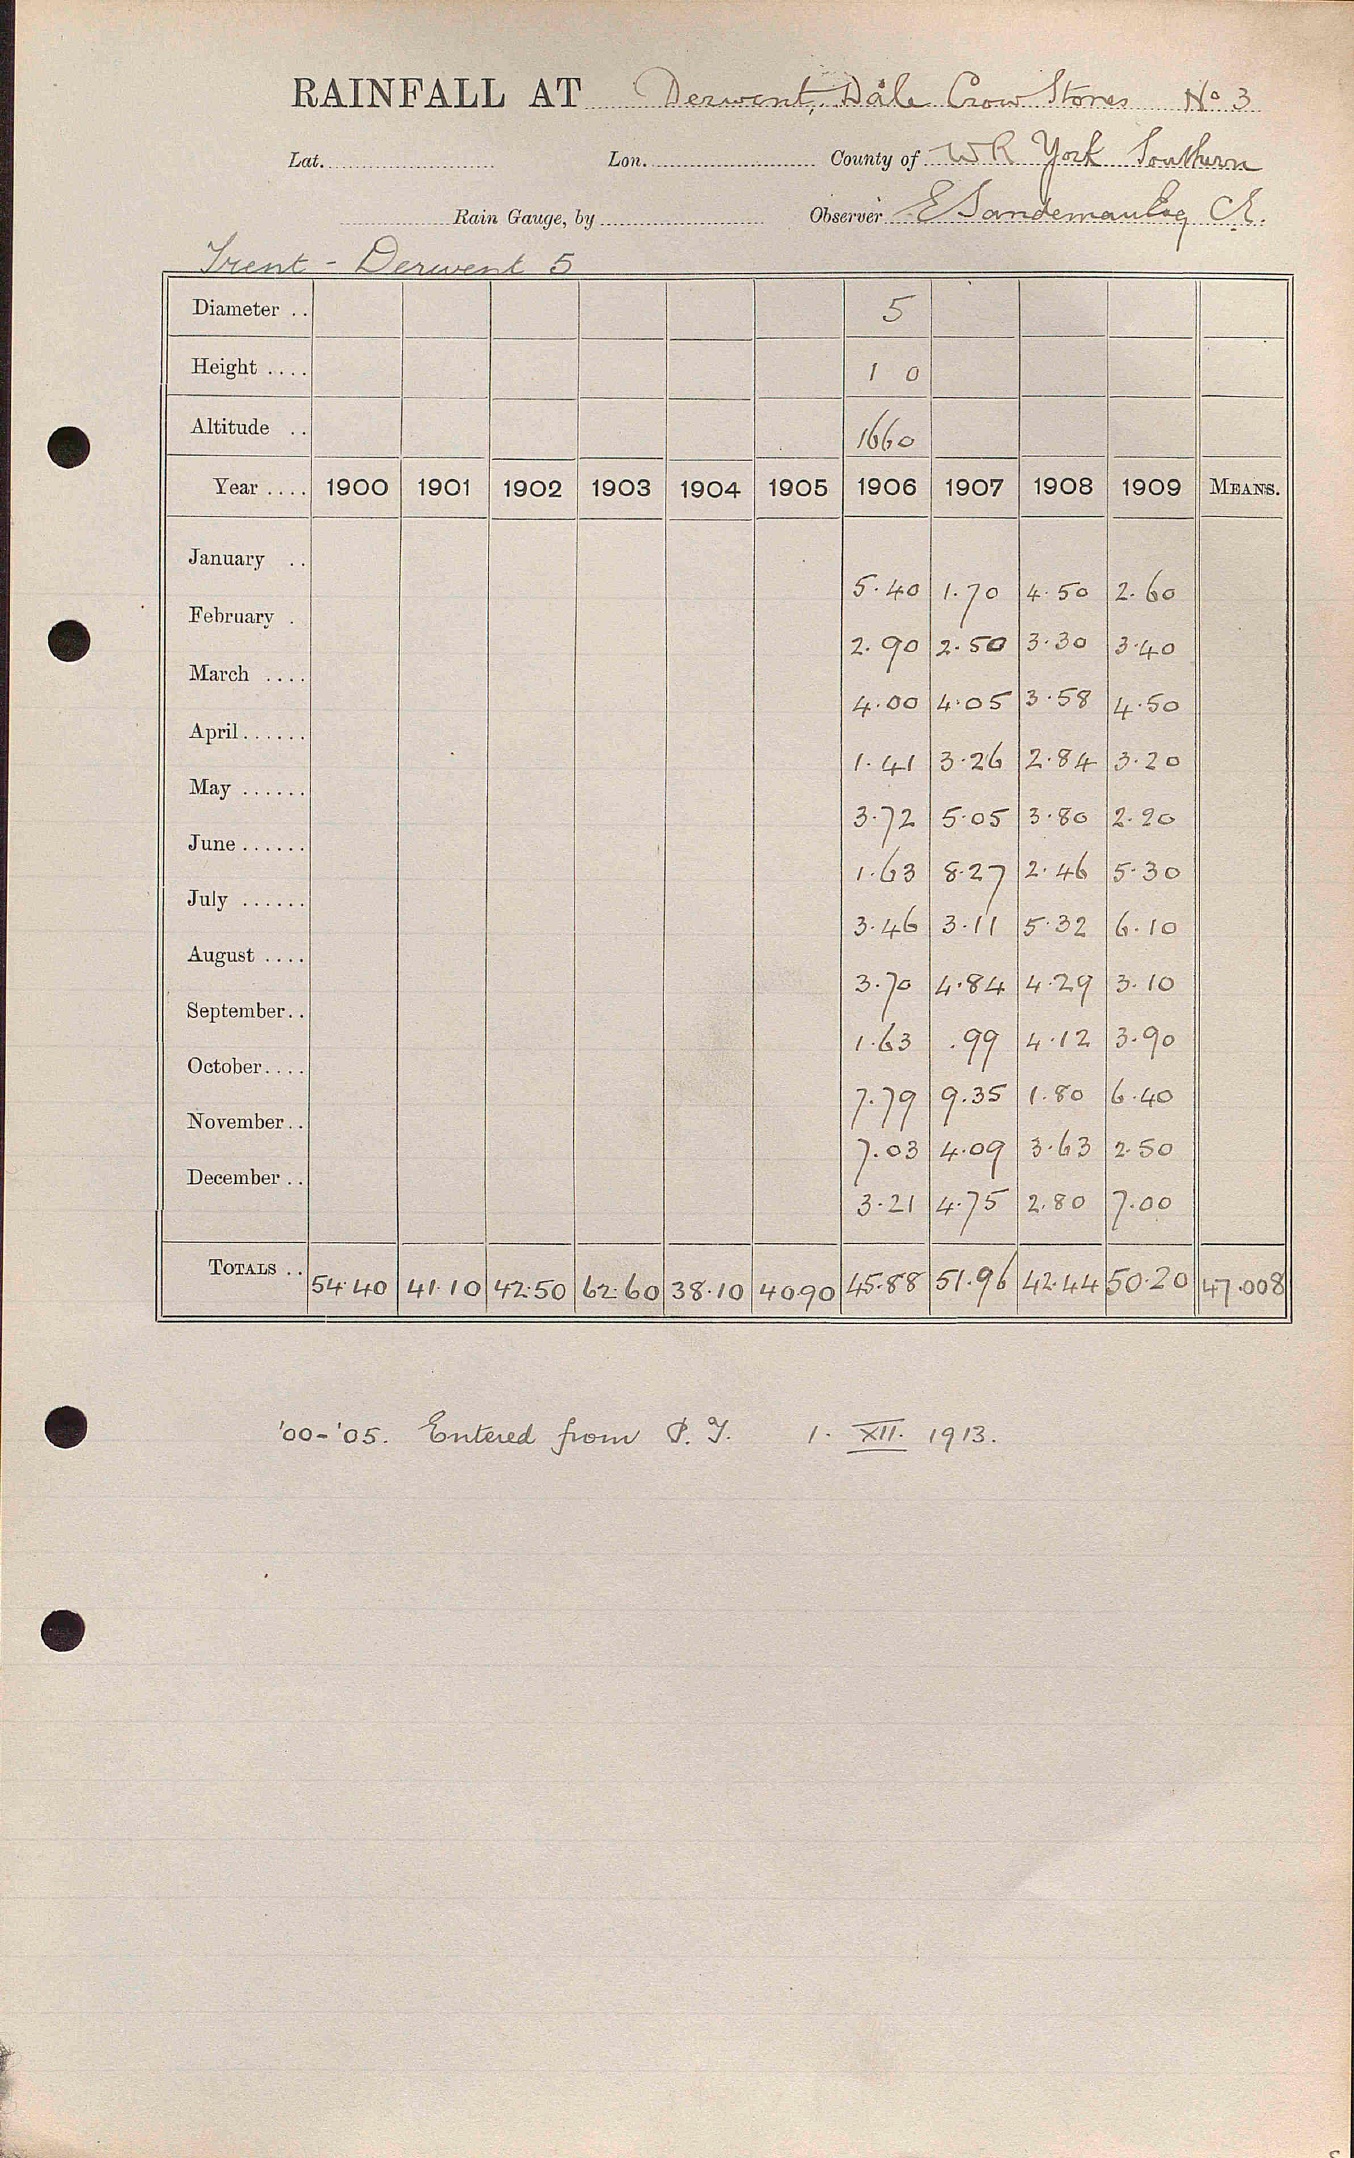 RAINFALL AT Derwent, Dale Crow Stones No 3
Lat. Lon. County of W R York Southern
Rain Gauge, by Observer E Sandeman Esq C.E.
Trent - Derwent 5
Diameter .. 5
Height .... 1 0
Altitude .. 1660
Year .... 1900 1901 1902 1903 1904 1905 1906 1907 1908 1909 MEANS.
January .. 5.40 1.70 4.50 2.60
February . 2.90 2.50 3.30 3.40
March .... 4.00 4.05 3.58 4.50
April...... 1.41 3.26 2.84 3.20
May ...... 3.72 5.05 3.80 2.20
June ...... 1.63 8.27 2.46 5.30
July ...... 3.46 3.11 5.32 6.10
August .... 3.70 4.84 4.29 3.10
September.. 1.63 .99 4.12 3.90
October.... 7.79 9.35 1.80 6.40
November.. 7.03 4.09 3.63 2.50
December .. 3.21 4.75 2.80 7.00
TOTALS .. 54.40 41.10 42.50 62.60 38.10 40.90 45.88 51.96 42.44 50.20 47.008
'00-'05. Entered from P. T. 1. XII. 1913.